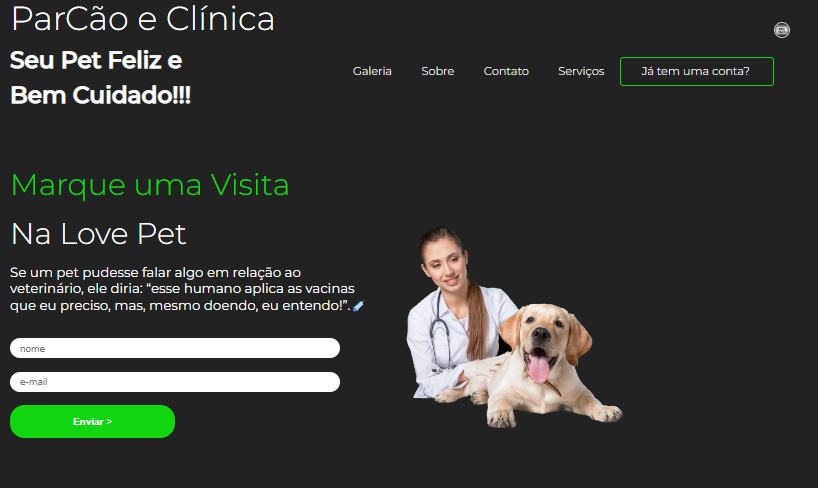 ParCão e Clínica
Seu Pet Feliz e
Bem Cuidado!!!
Galeria
Sobre
Contato
Serviços
Já tem uma conta?
Marque uma Visita
Na Love Pet
Se um pet pudesse falar algo em relação ao
veterinário, ele diria: “esse humano aplica as vacinas
que eu preciso, mas, mesmo doendo, eu entendo!”.
nome
e-mail
Enviar >